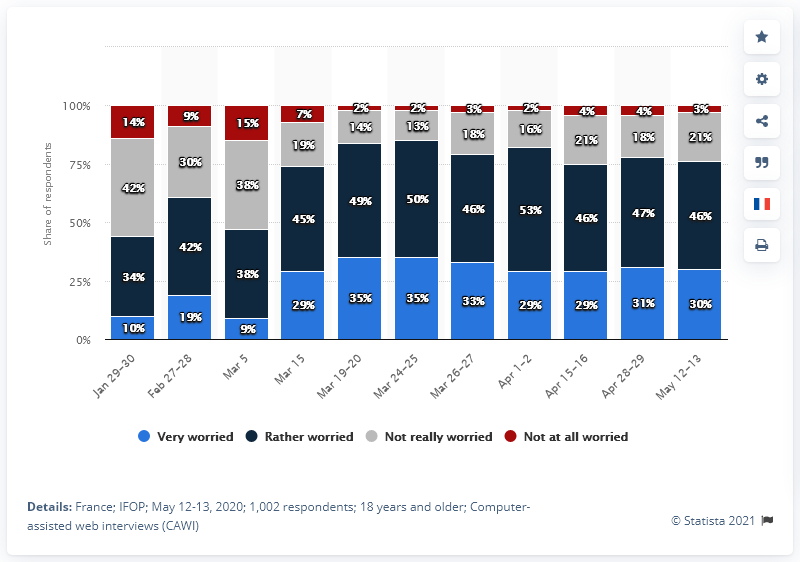 100%
75%
50%
25%
0%
Share of respondents
14% 9% 15% 7% 2% 2% 3% 2% 4% 4% 3%
42% 30% 38% 19% 14% 13% 18% 16% 21% 18% 21%
34% 42% 38% 45% 49% 50% 46% 53% 46% 47% 46%
10% 19% 9% 29% 35% 35% 33% 29% 29% 31% 30%
Jan 29–30 Feb 27–28 Mar 5 Mar 15 Mar 19–20 Mar 24–25 Mar 26–27 Apr 1–2 Apr 15–16 Apr 28–29 May 12–13
Very worried Rather worried Not really worried Not at all worried
Details: France; IFOP; May 12-13, 2020; 1,002 respondents; 18 years and older; Computer-
assisted web interviews (CAWI)
© Statista 2021